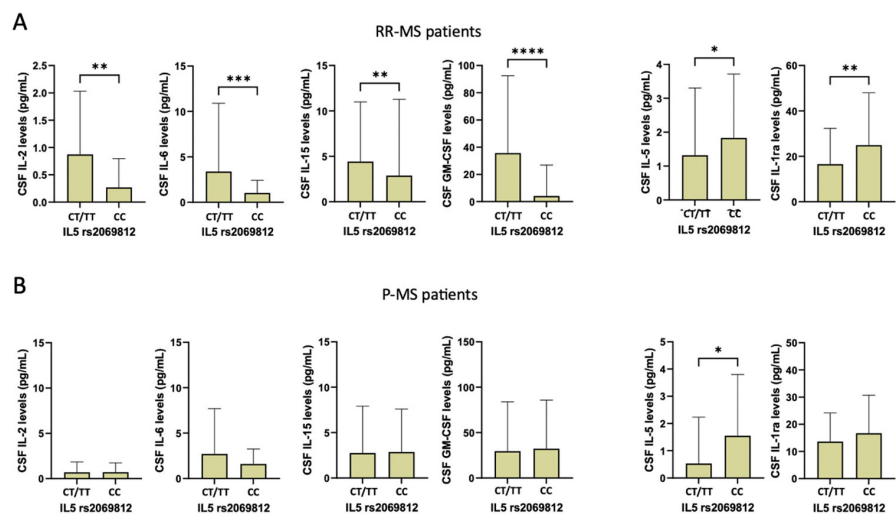 A
RR-MS patients
CSF IL-2 levels (pg/mL)
2.5
2.0
1.5
1.0
0.5
0.0
**
CT/TT CC
IL5 rs2069812
CSF IL-6 levels (pg/mL)
15
10
5
0
***
CT/TT CC
IL5 rs2069812
CSF IL-15 levels (pg/mL)
15
10
5
0
**
CT/TT CC
IL5 rs2069812
CSF GM-CSF levels (pg/mL)
100
80
60
40
20
0
****
CT/TT CC
IL5 rs2069812
CSF IL-5 levels (pg/mL)
5
4
3
2
1
0
*
CT/TT CC
IL5 rs2069812
CSF IL-1ra levels (pg/mL)
60
40
20
0
**
CT/TT CC
IL5 rs2069812
B
P-MS patients
CSF IL-2 levels (pg/mL)
15
10
5
0
CT/TT CC
IL5 rs2069812
CSF IL-6 levels (pg/mL)
15
10
5
0
CT/TT CC
IL5 rs2069812
CSF IL-15 levels (pg/mL)
15
10
5
0
CT/TT CC
IL5 rs2069812
CSF GM-CSF levels (pg/mL)
150
100
50
0
CT/TT CC
IL5 rs2069812
CSF IL-5 levels (pg/mL)
5
4
3
2
1
0
*
CT/TT CC
IL5 rs2069812
CSF IL-1ra levels (pg/mL)
50
40
30
20
10
0
CT/TT CC
IL5 rs2069812